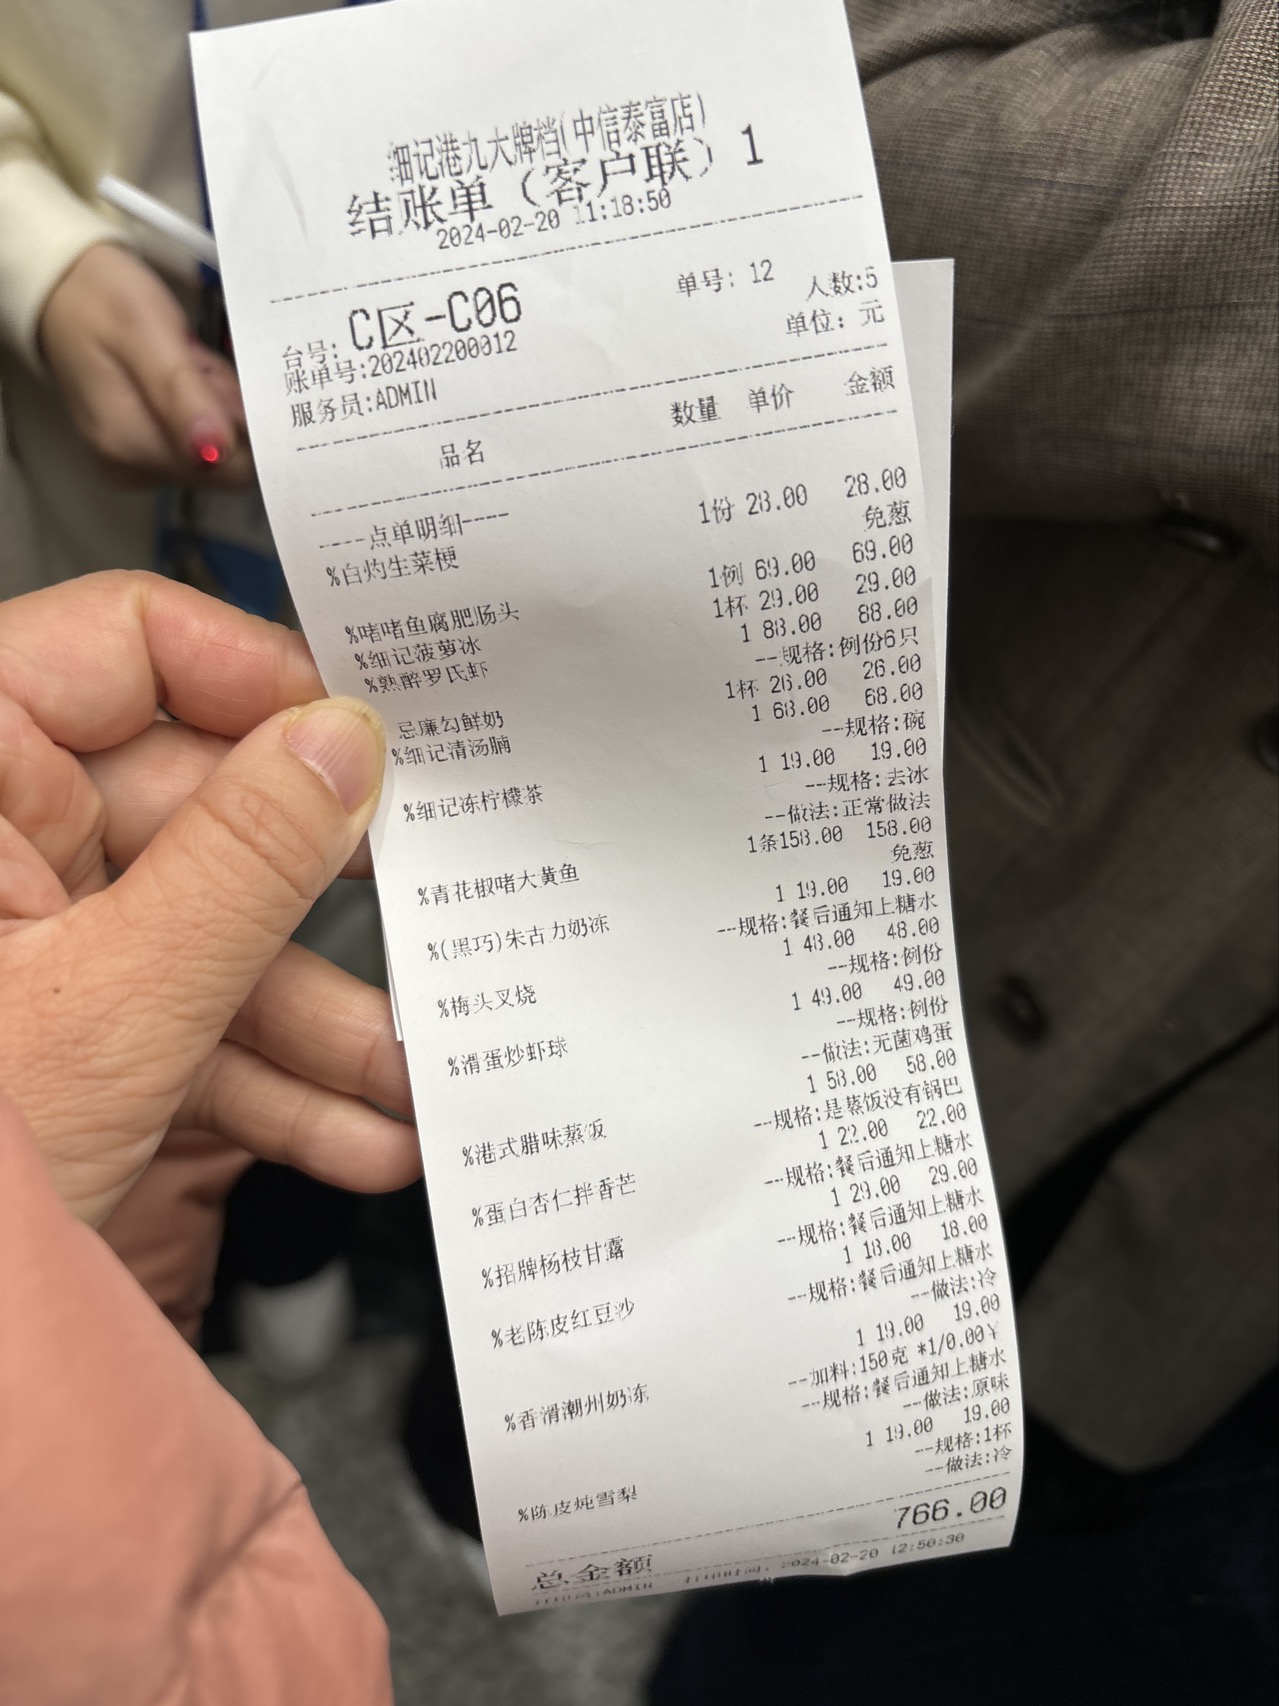 细记港九大牌档(中信泰富店)
结账单（客户联）1
2024-02-20 11:18:50
台号: C区-C06 单号: 12 人数:5
账单号:202402200012 单位: 元
服务员:ADMIN
品名 数量 单价 金额
----点单明细----
%白灼生菜梗 1份 28.00 28.00
免葱
%啫啫鱼腐肥肠头 1例 69.00 69.00
%细记菠萝冰 1杯 29.00 29.00
%熟醉罗氏虾 1 88.00 88.00
--规格:例份6只
忌廉勾鲜奶 1杯 26.00 26.00
%细记清汤腩 1 68.00 68.00
--规格:碗
%细记冻柠檬茶 1 19.00 19.00
--规格:去冰
--做法:正常做法
%青花椒啫大黄鱼 1条158.00 158.00
免葱
%(黑巧)朱古力奶冻 1 19.00 19.00
--规格:餐后通知上糖水
%梅头叉烧 1 48.00 48.00
--规格:例份
%滑蛋炒虾球 1 49.00 49.00
--规格:例份
--做法:无菌鸡蛋
%港式腊味蒸饭 1 58.00 58.00
--规格:是蒸饭没有锅巴
%蛋白杏仁拌香芒 1 22.00 22.00
--规格:餐后通知上糖水
%招牌杨枝甘露 1 29.00 29.00
--规格:餐后通知上糖水
%老陈皮红豆沙 1 18.00 18.00
--规格:餐后通知上糖水
--做法:冷
%香滑潮州奶冻 1 19.00 19.00
--加料:150克 *1/0.00￥
--规格:餐后通知上糖水
--做法:原味
%陈皮炖雪梨 1 19.00 19.00
--规格:1杯
--做法:冷
总金额 766.00
:ADMIN 2024-02-20 12:50:30